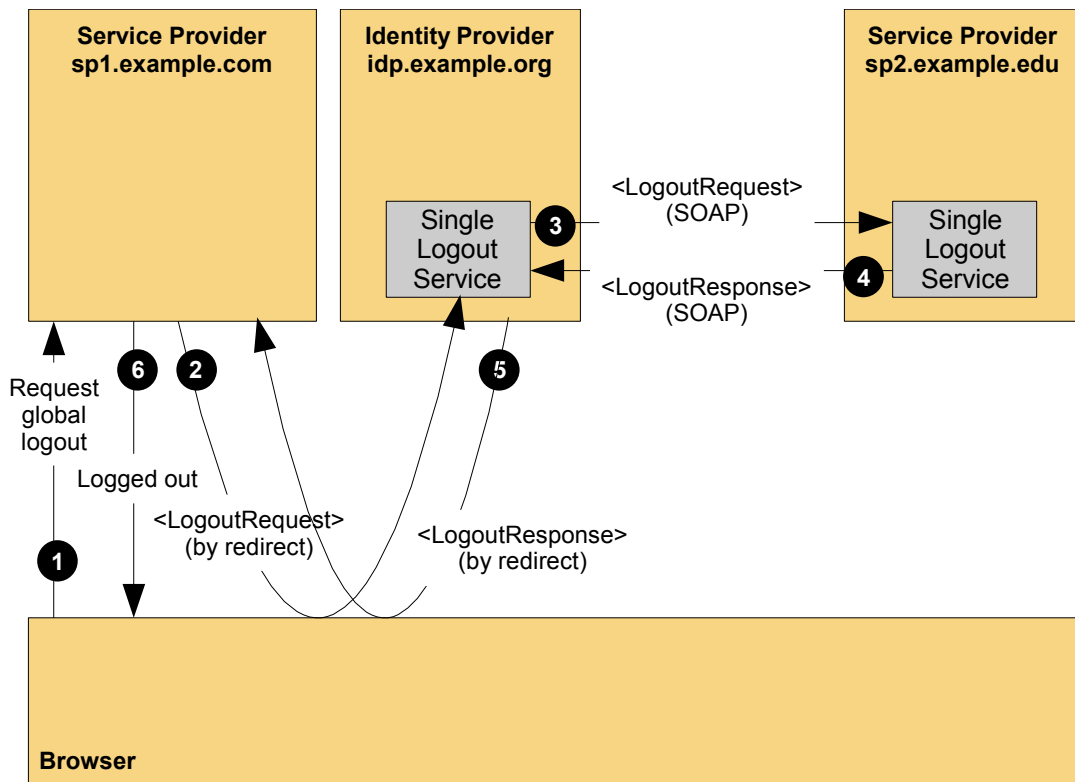 Service Provider
sp1.example.com
Identity Provider
idp.example.org
Service Provider
sp2.example.edu
<LogoutRequest>
(SOAP)
Single
Logout
Service
3
Single
Logout
Service
4
<LogoutResponse>
(SOAP)
6
2
5
Request
global
logout
Logged out
<LogoutRequest>
(by redirect)
<LogoutResponse>
(by redirect)
1
Browser